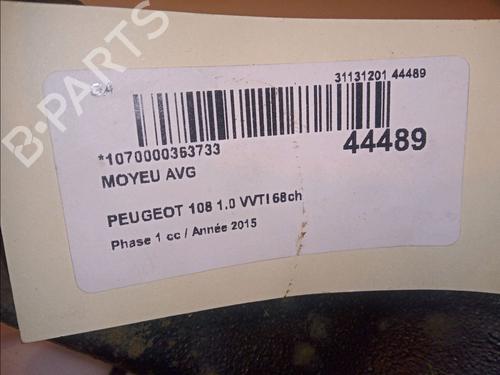 B-PARTS
31131201 44489
*1070000363733
44489
MOYEU AVG
PEUGEOT 108 1.0 VVTI 68ch
Phase 1 cc / Année 2015